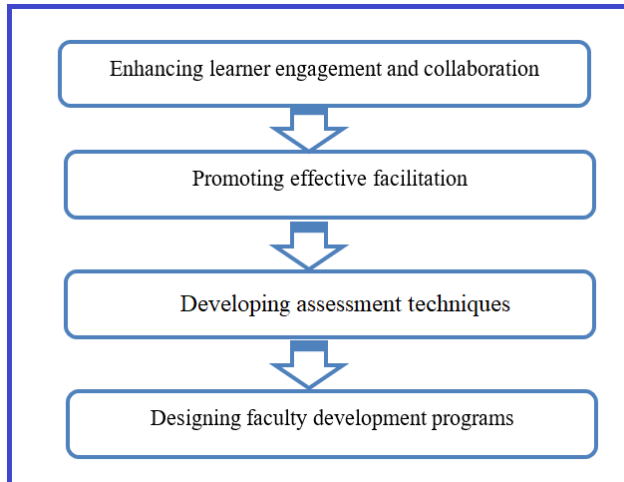 Enhancing learner engagement and collaboration
Promoting effective facilitation
Developing assessment techniques
Designing faculty development programs